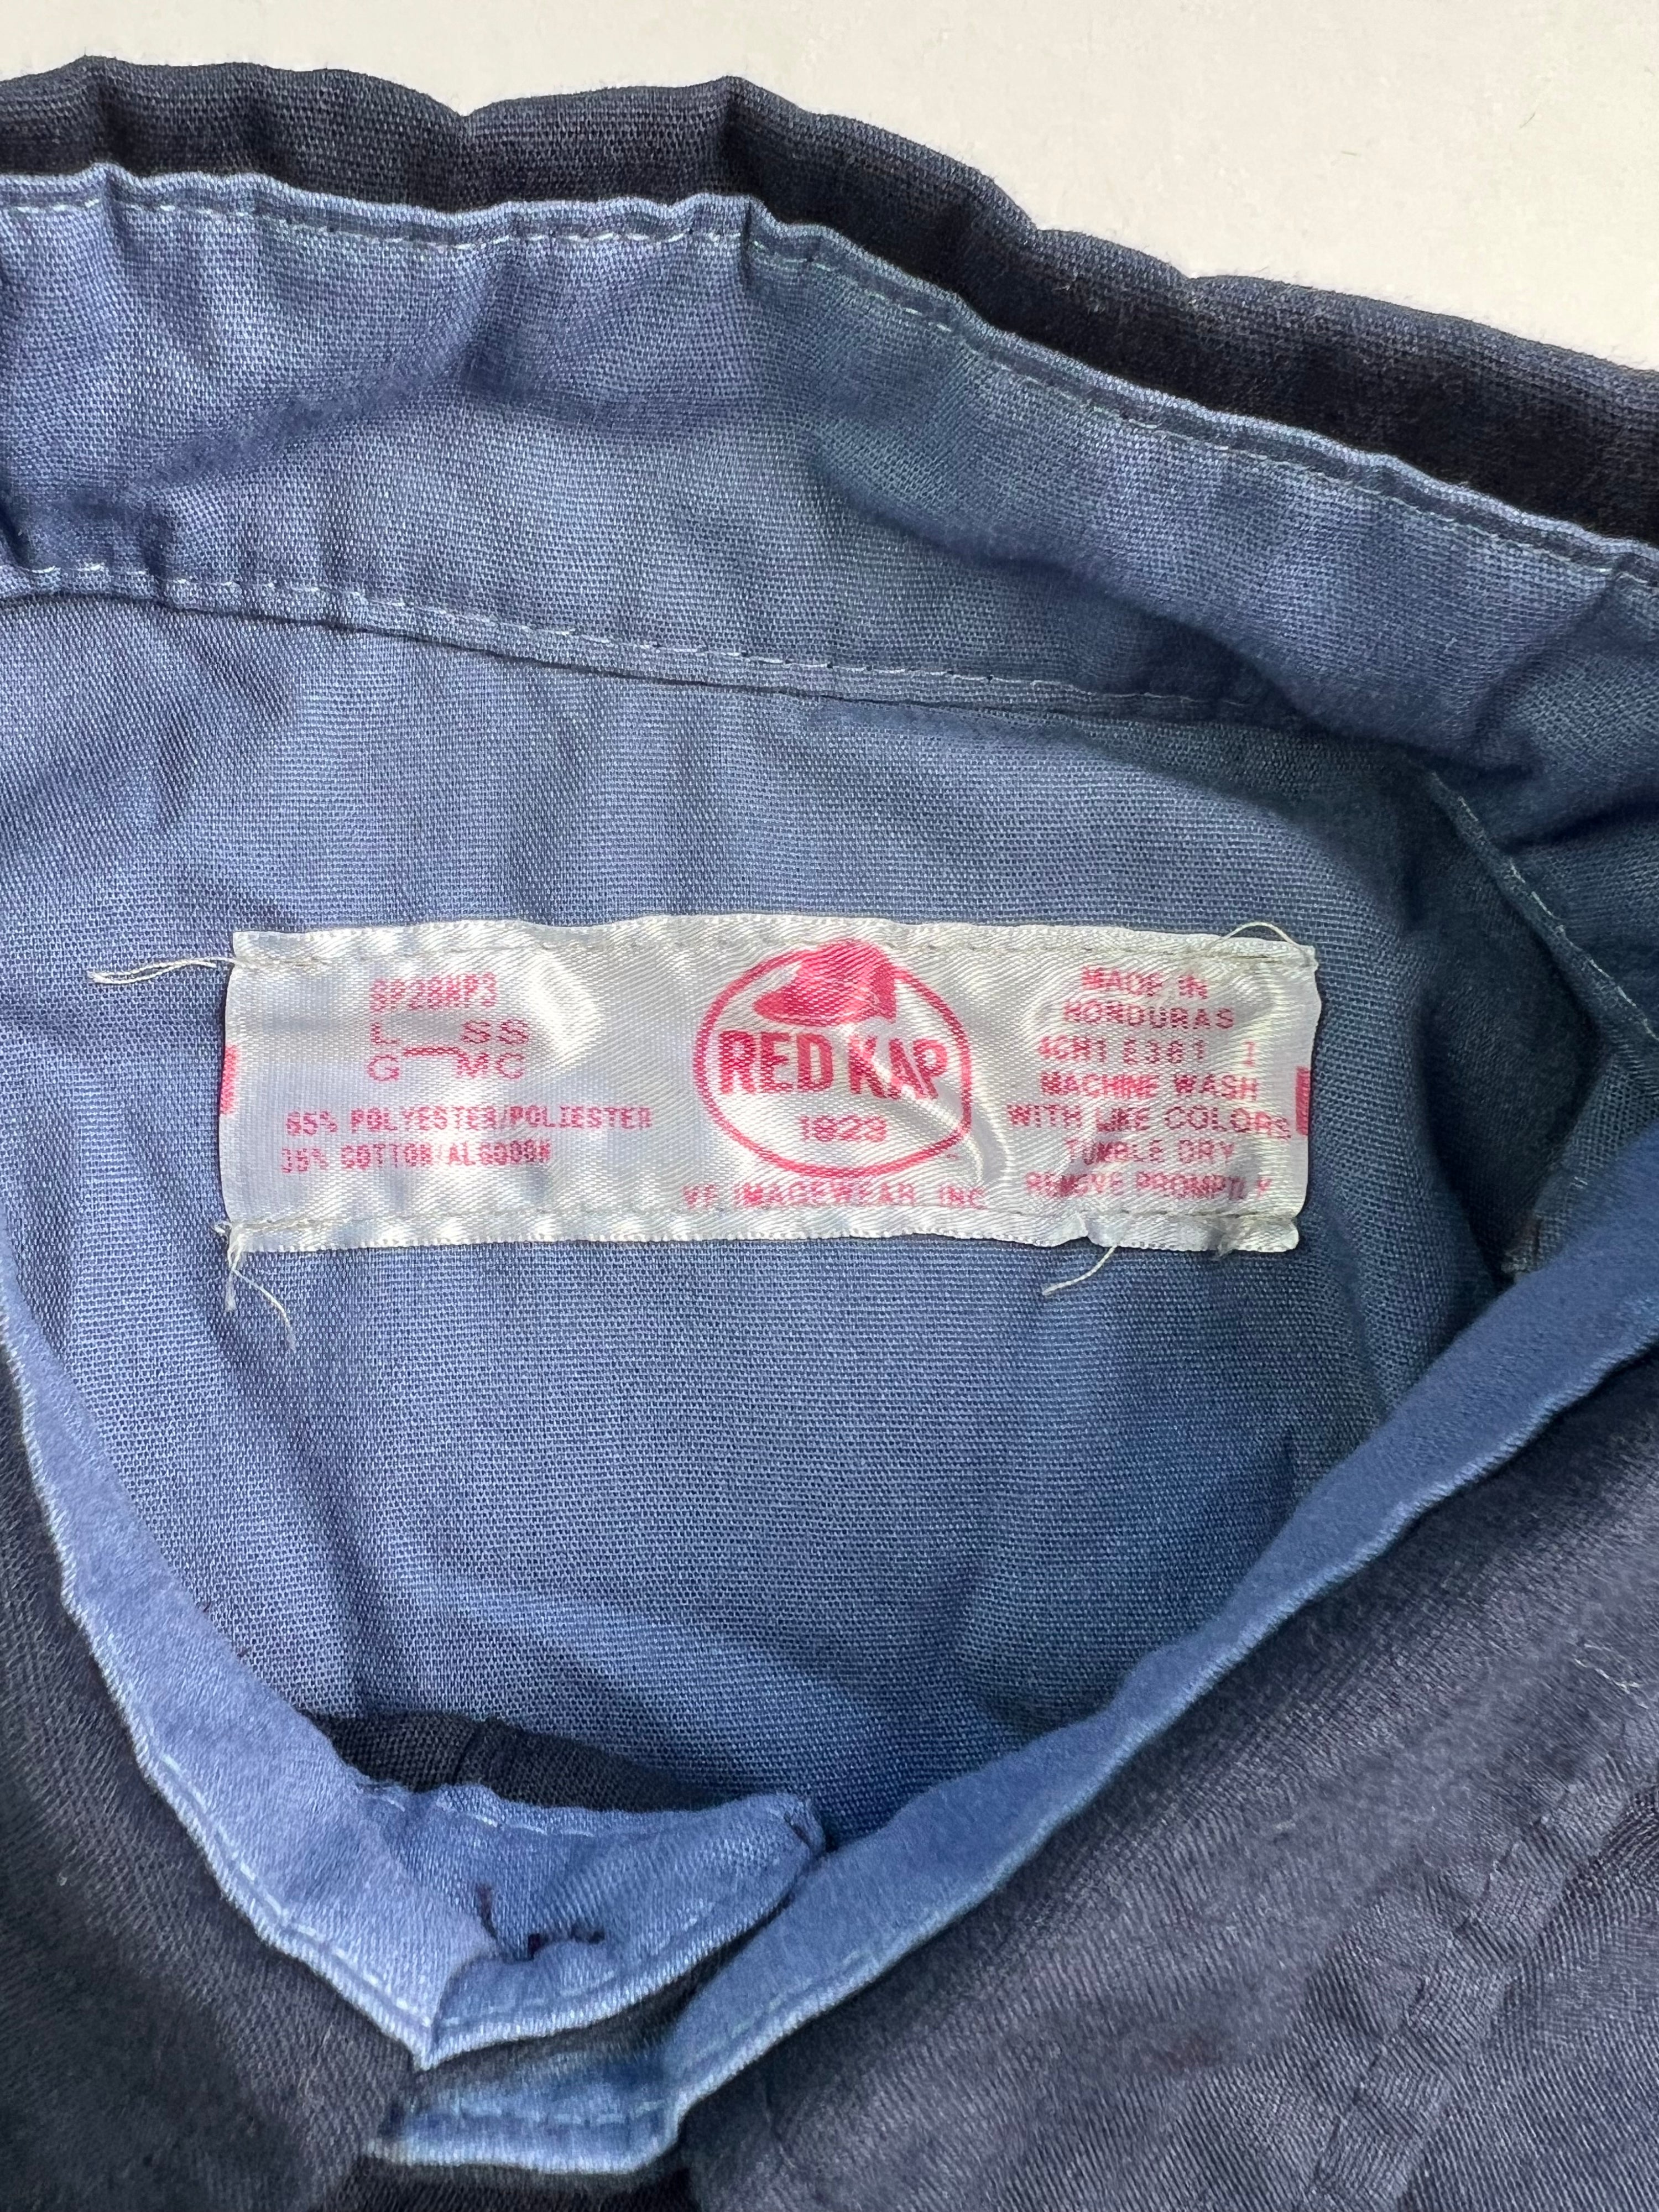 SP28NP3
L SS
G MC
65% POLYESTER/POLIESTER
35% COTTON/ALGODON
RED KAP
1923
VF IMAGEWEAR, INC
MADE IN
HONDURAS
MACHINE WASH
WITH LIKE COLORS
TUMBLE DRY
REMOVE PROMPTLY